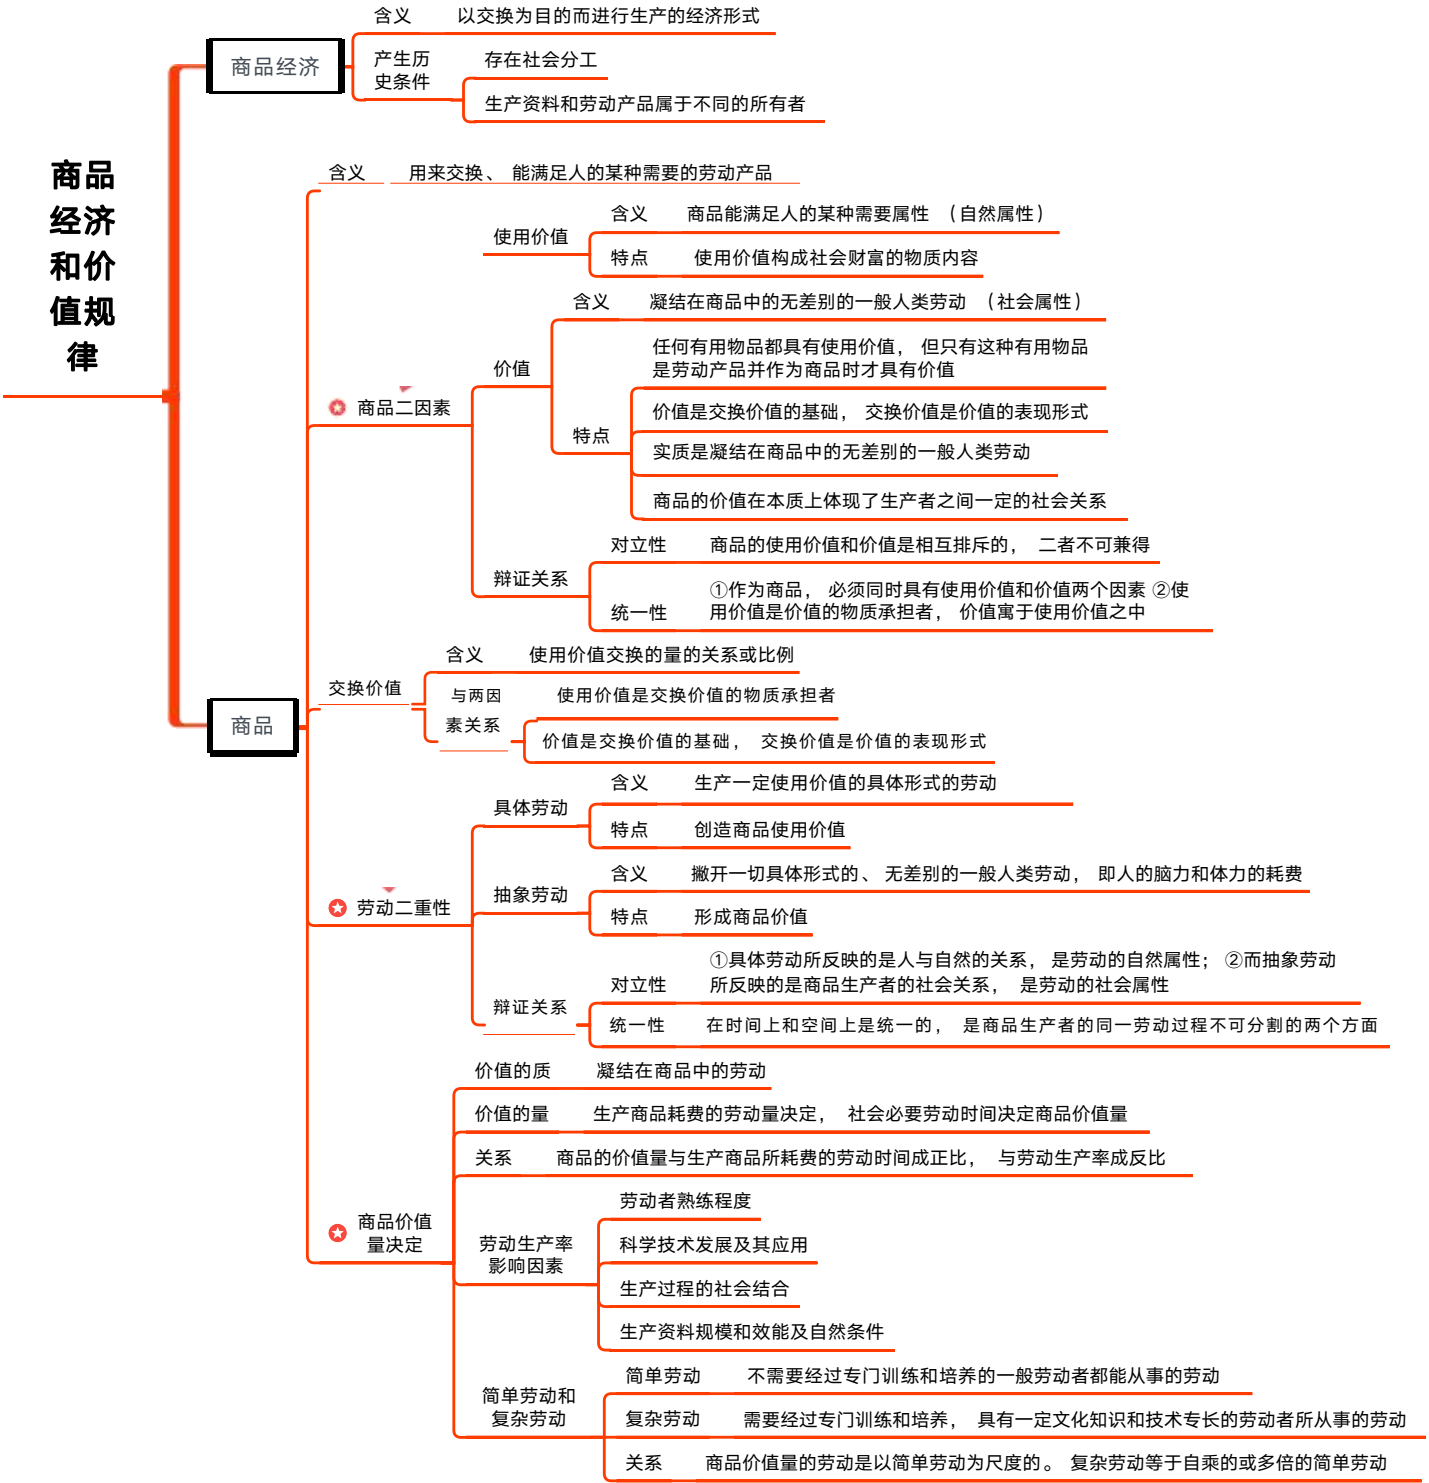 含义 以交换为目的而进行生产的经济形式
商品经济
产生历
史条件
存在社会分工
生产资料和劳动产品属于不同的所有者
商品
经济
和价
值规
律
含义 用来交换、 能满足人的某种需要的劳动产品
使用价值
含义 商品能满足人的某种需要属性 （自然属性）
特点 使用价值构成社会财富的物质内容
商品二因素
价值
含义 凝结在商品中的无差别的一般人类劳动 （社会属性）
特点
任何有用物品都具有使用价值， 但只有这种有用物品
是劳动产品并作为商品时才具有价值
价值是交换价值的基础， 交换价值是价值的表现形式
实质是凝结在商品中的无差别的一般人类劳动
商品的价值在本质上体现了生产者之间一定的社会关系
辩证关系
对立性 商品的使用价值和价值是相互排斥的， 二者不可兼得
统一性
①作为商品， 必须同时具有使用价值和价值两个因素 ②使
用价值是价值的物质承担者， 价值寓于使用价值之中
商品
交换价值
含义 使用价值交换的量的关系或比例
与两因
素关系
使用价值是交换价值的物质承担者
价值是交换价值的基础， 交换价值是价值的表现形式
劳动二重性
具体劳动
含义 生产一定使用价值的具体形式的劳动
特点 创造商品使用价值
抽象劳动
含义 撇开一切具体形式的、 无差别的一般人类劳动， 即人的脑力和体力的耗费
特点 形成商品价值
辩证关系
对立性
①具体劳动所反映的是人与自然的关系， 是劳动的自然属性； ②而抽象劳动
所反映的是商品生产者的社会关系， 是劳动的社会属性
统一性 在时间上和空间上是统一的， 是商品生产者的同一劳动过程不可分割的两个方面
商品价值
量决定
价值的质 凝结在商品中的劳动
价值的量 生产商品耗费的劳动量决定， 社会必要劳动时间决定商品价值量
关系 商品的价值量与生产商品所耗费的劳动时间成正比， 与劳动生产率成反比
劳动生产率
影响因素
劳动者熟练程度
科学技术发展及其应用
生产过程的社会结合
生产资料规模和效能及自然条件
简单劳动和
复杂劳动
简单劳动 不需要经过专门训练和培养的一般劳动者都能从事的劳动
复杂劳动 需要经过专门训练和培养， 具有一定文化知识和技术专长的劳动者所从事的劳动
关系 商品价值量的劳动是以简单劳动为尺度的。 复杂劳动等于自乘的或多倍的简单劳动